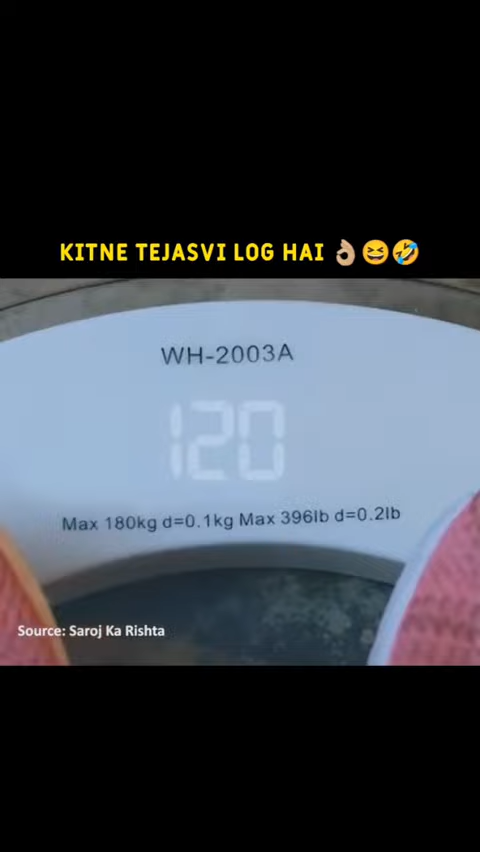 KITNE TEJASVI LOG HAI 👌🏼😆🤣
WH-2003A
120
Max 180kg d=0.1kg Max 396lb d=0.2lb
Source: Saroj Ka Rishta